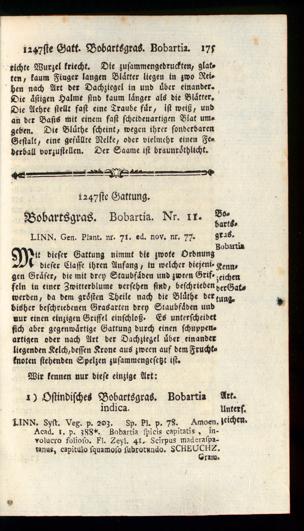 1247ste Gatt. Bobartsgras. Bobartia. 175
richte Wurzel kriecht. Die zusammengedruckten, glat-
ten, kaum Finger langen Blätter liegen in zwo Rei-
hen nach Art der Dachziegel in und über einander.
Die ästigen Halme sind kaum länger als die Blätter.
Die Aehre stellt fast eine Traube für, ist weiß, und
an der Basis mit einem fast scheidenartigen Blat um-
geben. Die Blüthe scheint, wegen ihrer sonderbaren
Gestalt, eine gefüllte Nelke, oder vielmehr einen Fe-
derball vorzustellen. Der Saame ist braunröthlicht.
1247ste Gattung.
Bobartsgras. Bobartia. Nr. 11.
LINN. Gen. Plant. nr. 71. ed. nov. nr. 77.
Bo-
barts-
gras.
Bobartia
Mit dieser Gattung nimmt die zwote Ordnung
dieser Classe ihren Anfang, in welcher diejeni-
gen Gräser, die mit drey Staubfäden und zween Grif-
feln in einer Zwitterblume versehen sind, beschrieben
werden, da dem grösten Theile nach die Blüthe der
bisher beschriebenen Grasarten drey Staubfäden und
nur einen einzigen Griffel einschloß. Es unterscheidet
sich aber gegenwärtige Gattung durch einen schuppen-
artigen oder nach Art der Dachziegel über einander
liegenden Kelch, dessen Krone aus zween auf dem Frucht-
knoten stehenden Spelzen zusammengesetzt ist.
Kenn-
zeichen
der Gat-
tung.
Wir kennen nur diese einzige Art:
1) Ostindisches Bobartsgras. Bobartia
indica.
Art.
Unters.
zeichen.
LINN. Syst. Veg. p. 203. Sp. Pl. p. 78. Amoen.
Acad. 1. p. 388*. Bobartia spicis capitatis, in-
volucro folioso. Fl. Zeyl. 41. Scirpus maderaspa-
tanus, capitulo squamoso subrotundo. SCHEUCHZ.
Gram.